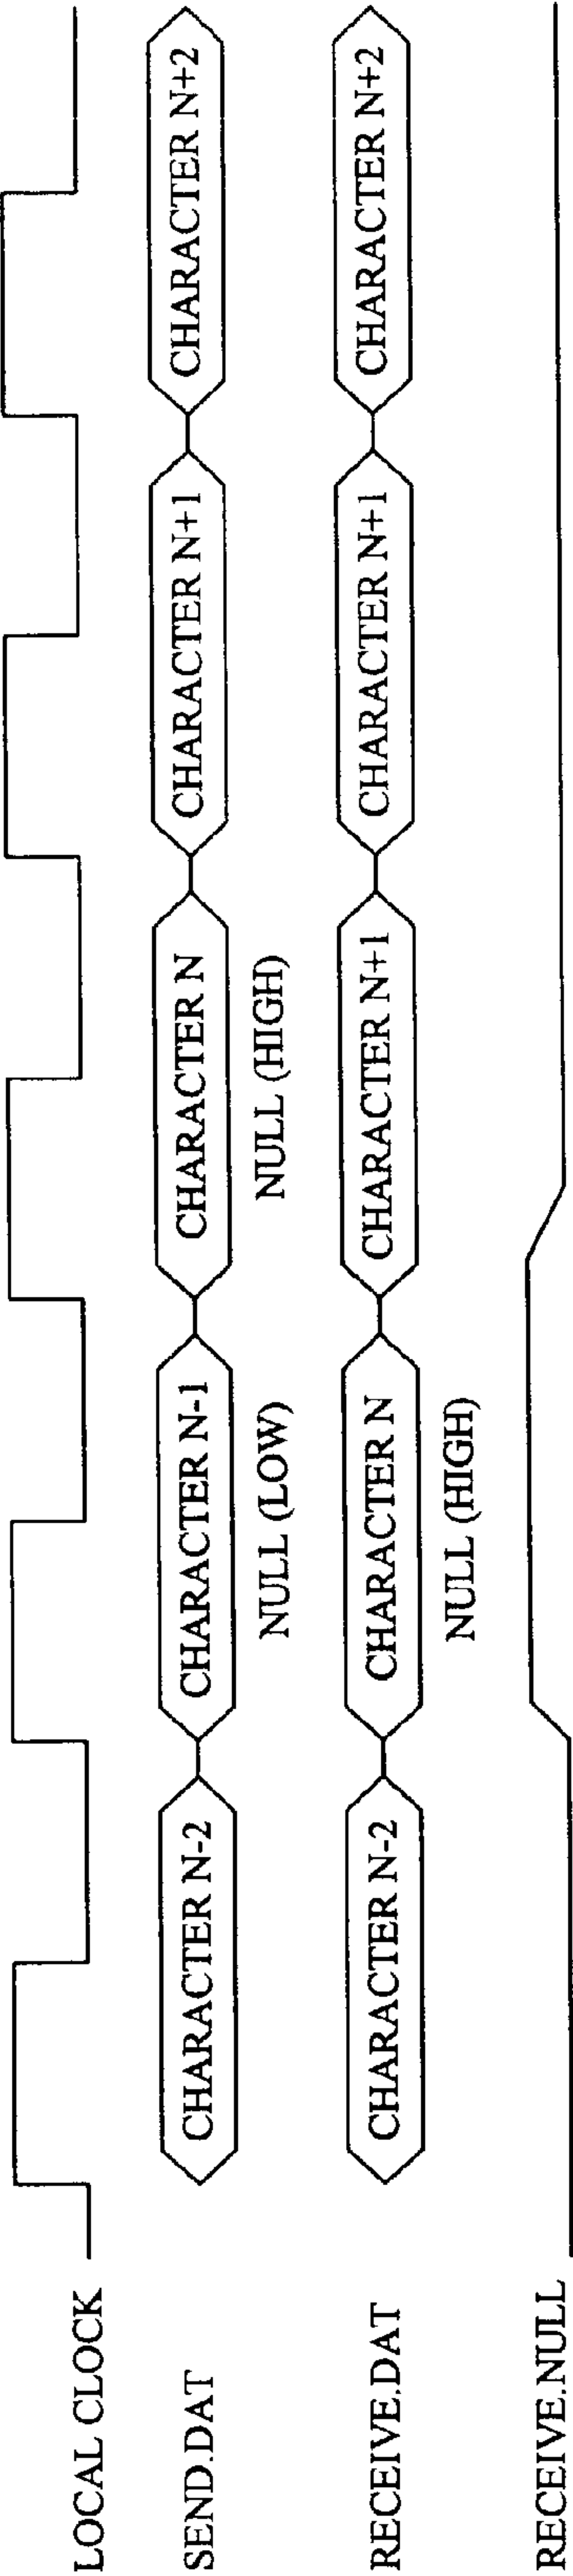 LOCAL CLOCK
SEND.DAT
CHARACTER N-2
CHARACTER N-1
CHARACTER N
CHARACTER N+1
CHARACTER N+2
NULL (LOW)
NULL (HIGH)
RECEIVE.DAT
CHARACTER N-2
CHARACTER N
CHARACTER N+1
CHARACTER N+1
CHARACTER N+2
NULL (HIGH)
RECEIVE.NULL